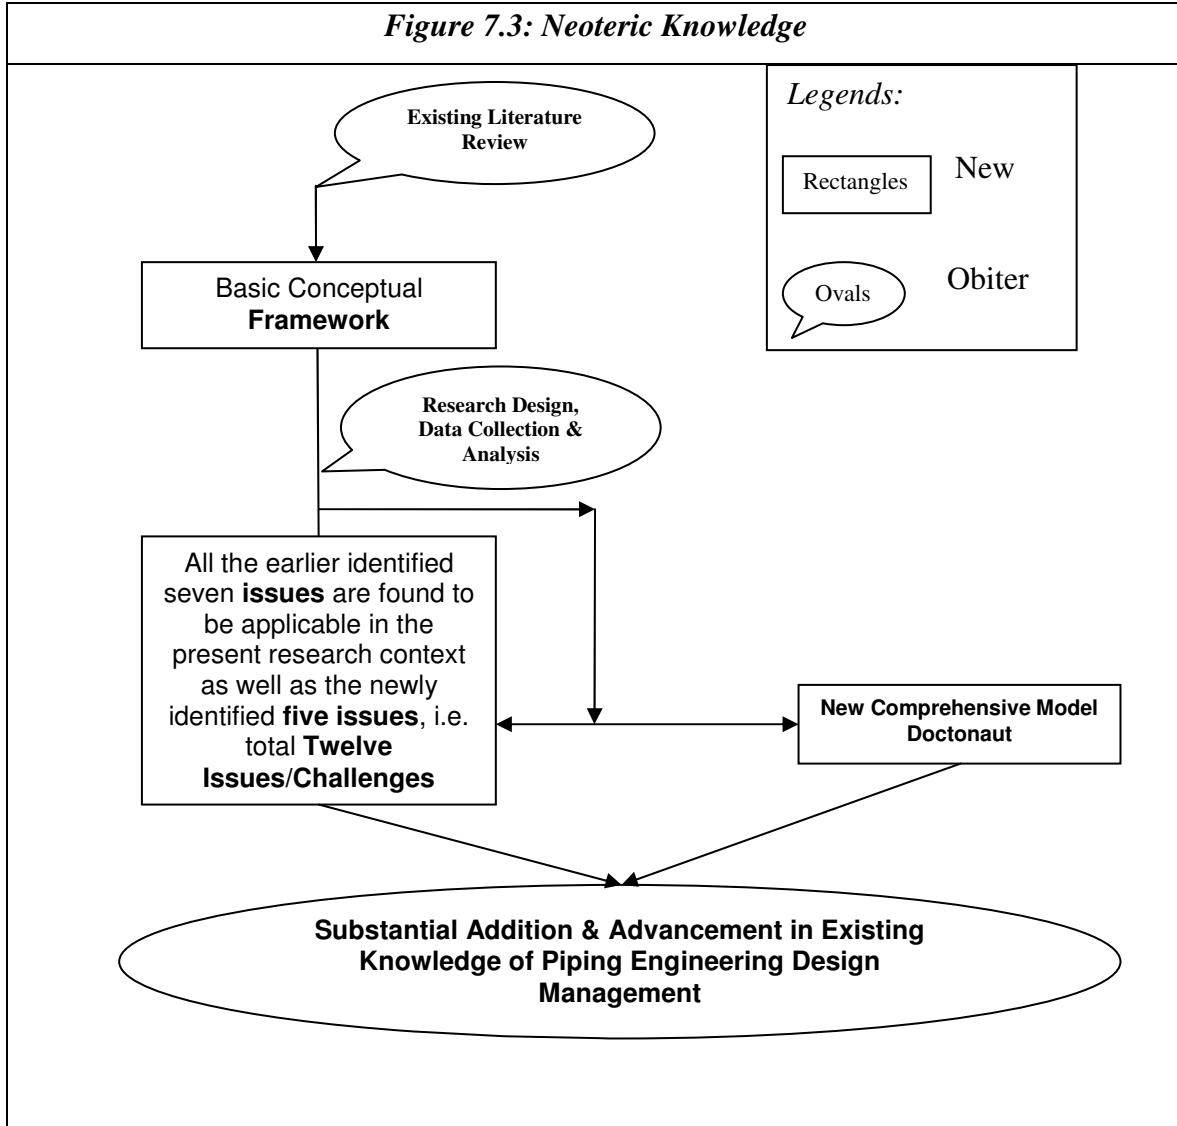 Figure 7.3: Neoteric Knowledge
Existing Literature
Review
Legends:
Rectangles
New
Ovals
Obiter
Basic Conceptual
Framework
Research Design,
Data Collection &
Analysis
All the earlier identified
seven issues are found to
be applicable in the
present research context
as well as the newly
identified five issues, i.e.
total Twelve
Issues/Challenges
New Comprehensive Model
Doctonaut
Substantial Addition & Advancement in Existing
Knowledge of Piping Engineering Design
Management